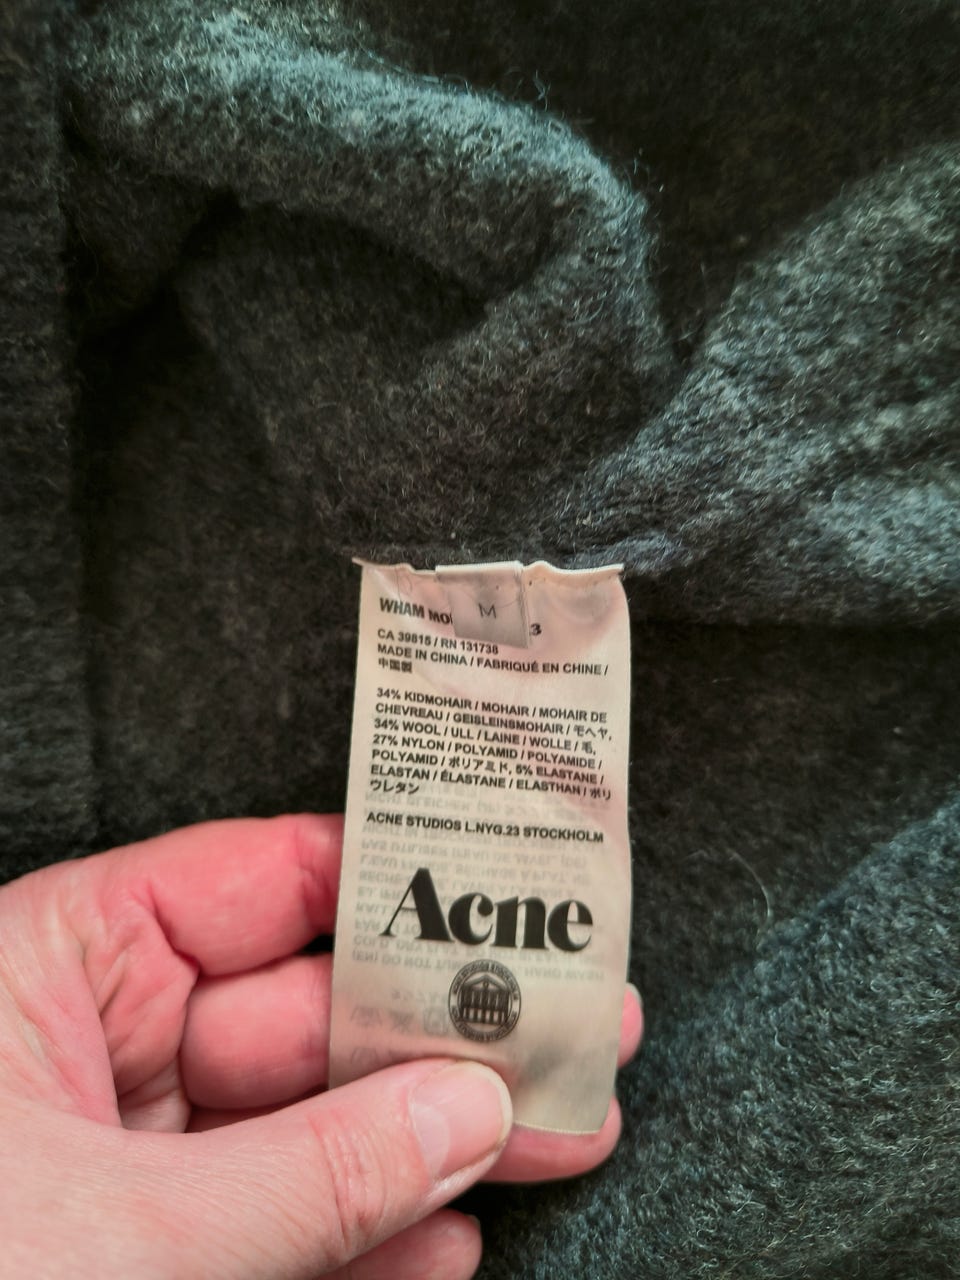 M
WHAM MO 3
CA 39815 / RN 131738
MADE IN CHINA / FABRIQUÉ EN CHINE /
中国製
34% KIDMOHAIR / MOHAIR / MOHAIR DE
CHEVREAU / GEISLEINSMOHAIR / モヘヤ,
34% WOOL / ULL / LAINE / WOLLE / 毛,
27% NYLON / POLYAMID / POLYAMIDE /
POLYAMID / ポリアミド, 5% ELASTANE /
ELASTAN / ÉLASTANE / ELASTHAN / ポリ
ウレタン
ACNE STUDIOS L.NYG.23 STOCKHOLM
Acne